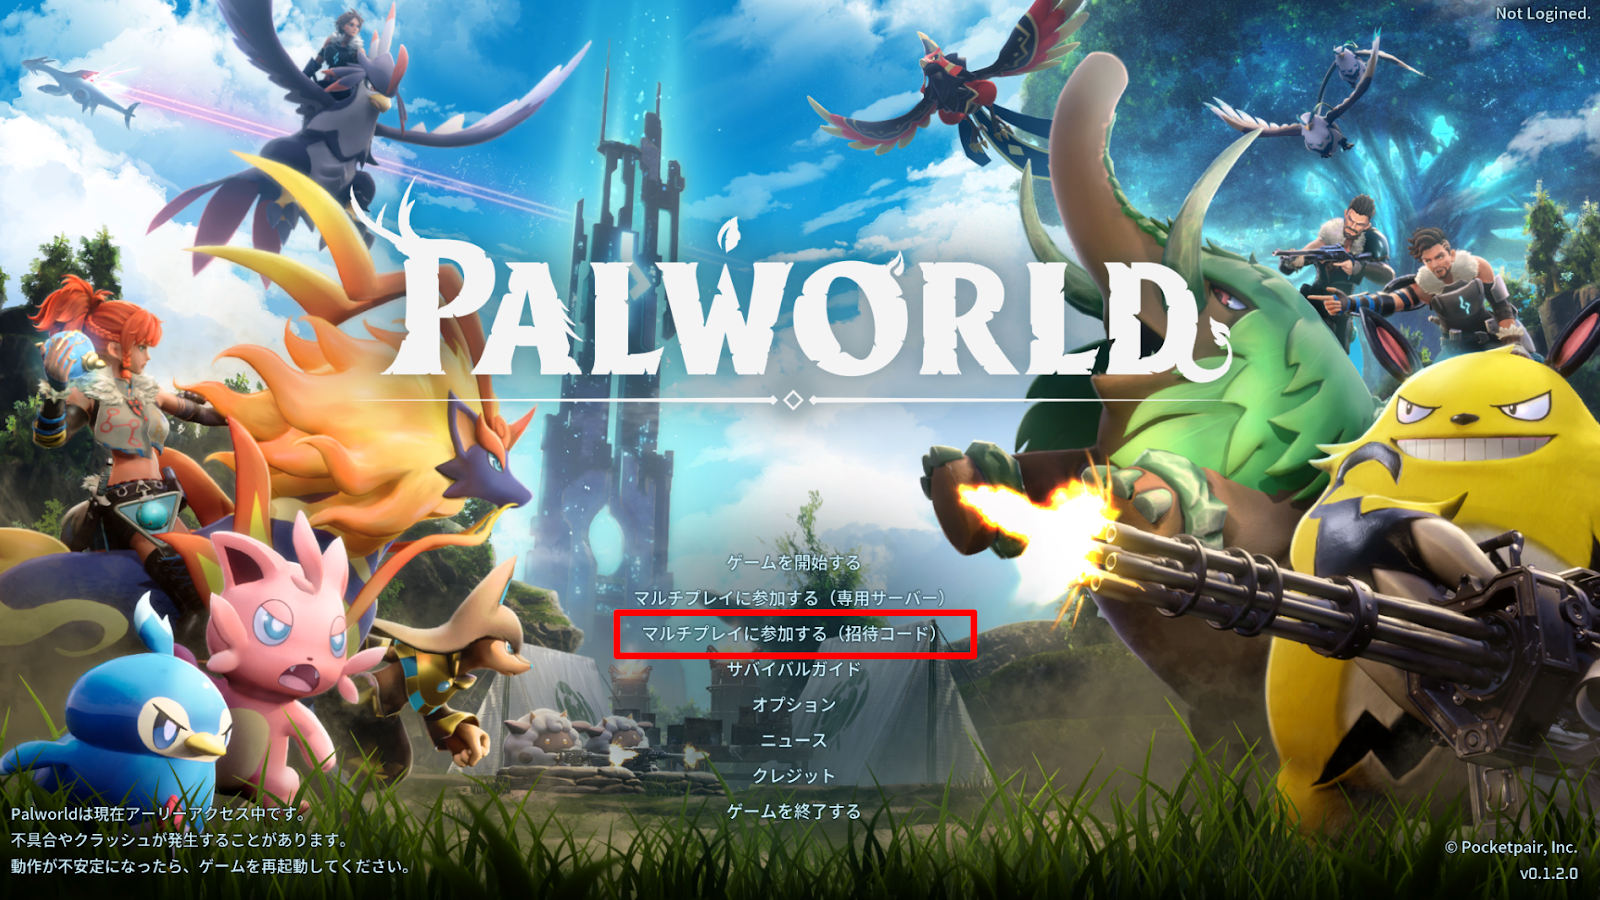 Not Logined.
PALWORLD
ゲームを開始する
マルチプレイに参加する（専用サーバー）
マルチプレイに参加する（招待コード）
サバイバルガイド
オプション
ニュース
クレジット
ゲームを終了する
Palworldは現在アーリーアクセス中です。
不具合やクラッシュが発生することがあります。
動作が不安定になったら、ゲームを再起動してください。
© Pocketpair, Inc.
v0.1.2.0